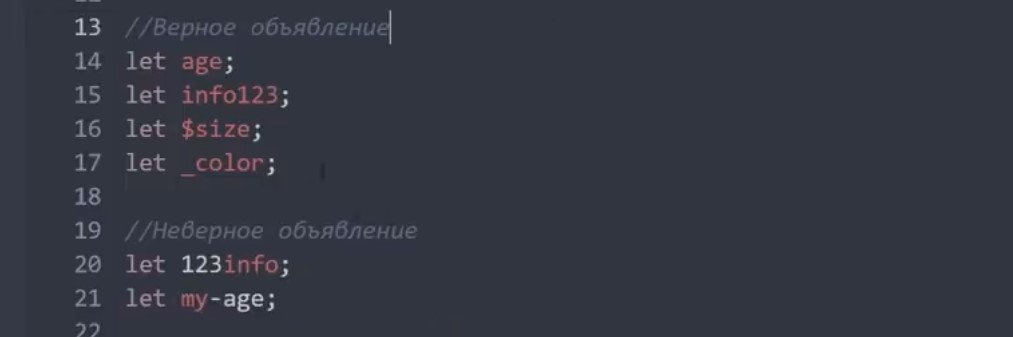 13 //Верное объявление
14 let age;
15 let info123;
16 let $size;
17 let _color;
18
19 //Неверное объявление
20 let 123info;
21 let my-age;
22